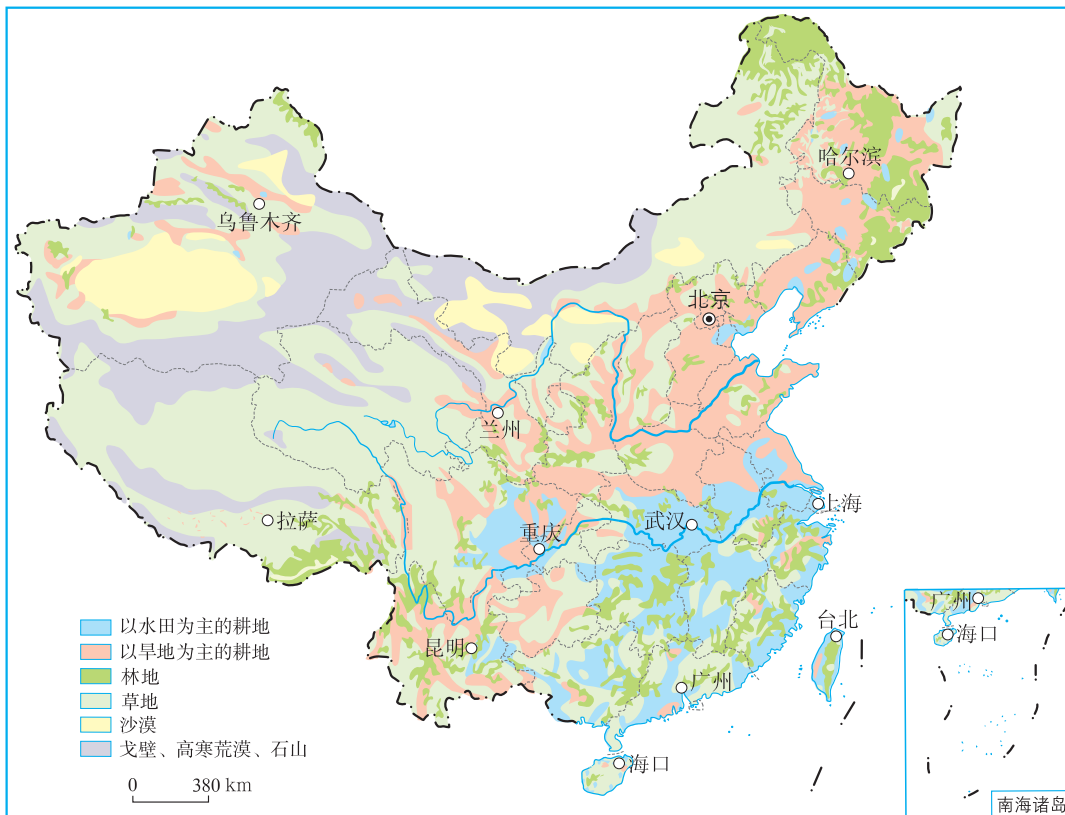 哈尔滨
乌鲁木齐
北京
兰州
拉萨
重庆
武汉
上海
昆明
广州
台北
海口
以水田为主的耕地
以旱地为主的耕地
林地
草地
沙漠
戈壁、高寒荒漠、石山
0 380 km
广州
海口
南海诸岛